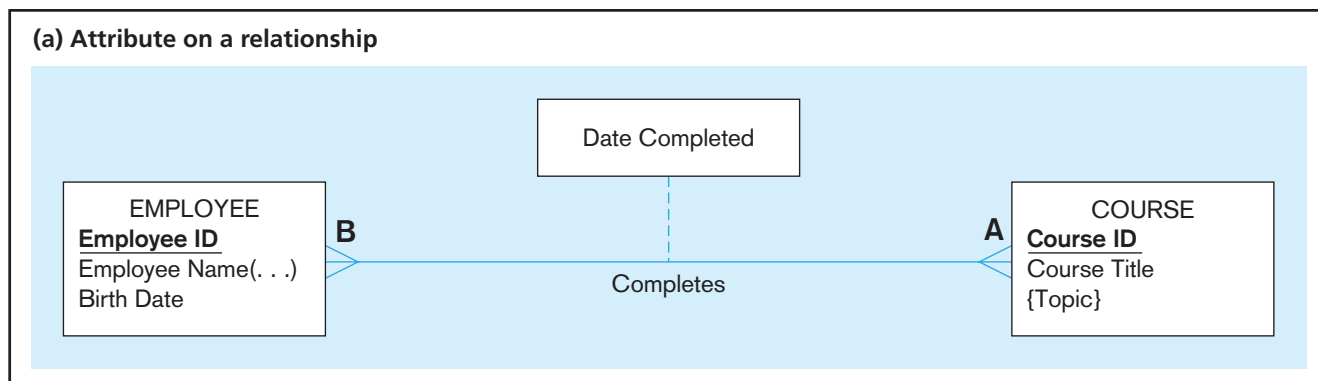 (a) Attribute on a relationship
Date Completed
EMPLOYEE
Employee ID
Employee Name(. . .)
Birth Date
B
Completes
A
COURSE
Course ID
Course Title
{Topic}